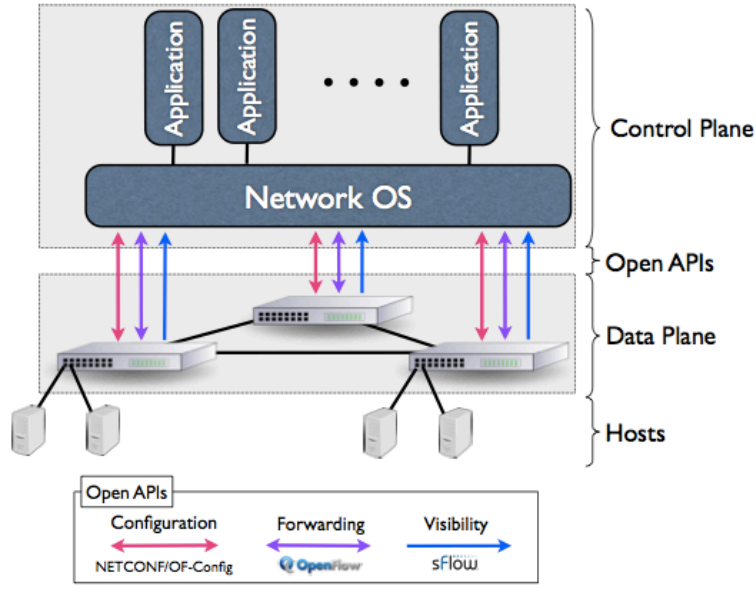 Application
Application
Application
Network OS
Control Plane
Open APIs
Data Plane
Hosts
Open APIs
Configuration
Forwarding
Visibility
NETCONF/OF-Config
OpenFlow
sFlow